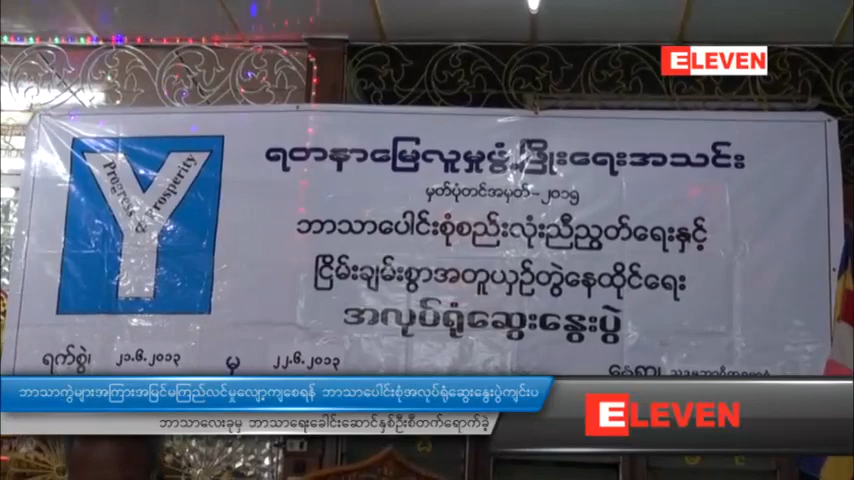 ELEVEN
Progress & Prosperity
Y
ရတနာမြေလူမှုဖွံ့ဖြိုးရေးအသင်း
မှတ်ပုံတင်အမှတ်-၂၀၁၅
ဘာသာပေါင်းစုံစည်းလုံးညီညွတ်ရေးနှင့်
ငြိမ်းချမ်းစွာအတူယှဉ်တွဲနေထိုင်ရေး
အလုပ်ရုံဆွေးနွေးပွဲ
ရက်စွဲ၊ ၂၁.၆.၂၀၁၃ မှ ၂၂.၆.၂၀၁၃ နေရာ၊
ဘာသာကွဲများအကြားအမြင်မကြည်လင်မှုလျော့ကျစေရန် ဘာသာပေါင်းစုံအလုပ်ရုံဆွေးနွေးပွဲကျင်းပ
ဘာသာလေးခုမှ ဘာသာရေးခေါင်းဆောင်နှစ်ဦးစီတက်ရောက်ခဲ့
ELEVEN